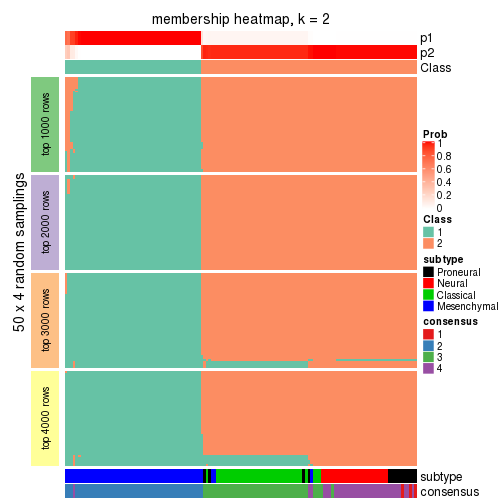 membership heatmap, k = 2
p1
p2
Class
50 x 4 random samplings
top 1000 rows
top 2000 rows
top 3000 rows
top 4000 rows
Prob
1
0.8
0.6
0.4
0.2
0
Class
1
2
subtype
Proneural
Neural
Classical
Mesenchymal
consensus
1
2
3
4
subtype
consensus